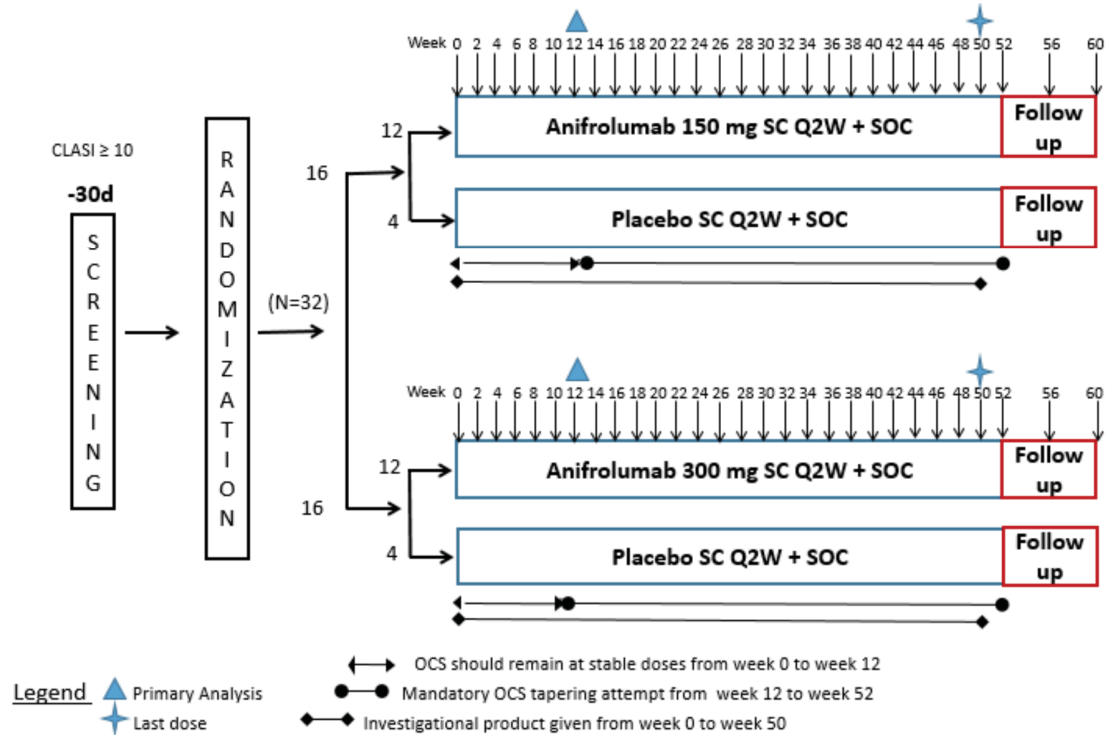 Week 0 2 4 6 8 10 12 14 16 18 20 22 24 26 28 30 32 34 36 38 40 42 44 46 48 50 52 56 60
CLASI ≥ 10
-30d
SCREENING
RANDOMIZATION
(N=32)
16
12
Anifrolumab 150 mg SC Q2W + SOC
Follow
up
4
Placebo SC Q2W + SOC
Follow
up
Week 0 2 4 6 8 10 12 14 16 18 20 22 24 26 28 30 32 34 36 38 40 42 44 46 48 50 52 56 60
16
12
Anifrolumab 300 mg SC Q2W + SOC
Follow
up
4
Placebo SC Q2W + SOC
Follow
up
Legend
Primary Analysis
Last dose
OCS should remain at stable doses from week 0 to week 12
Mandatory OCS tapering attempt from week 12 to week 52
Investigational product given from week 0 to week 50